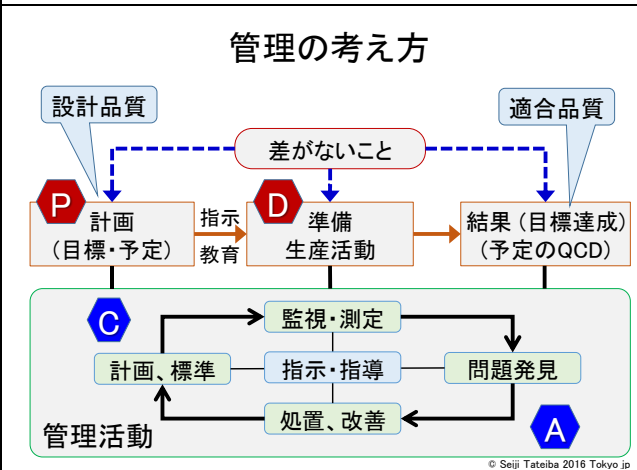 管理の考え方
設計品質
適合品質
差がないこと
P
計画
(目標・予定)
指示
教育
D
準備
生産活動
結果(目標達成)
(予定のQCD)
C
監視・測定
計画、標準
指示・指導
問題発見
処置、改善
A
管理活動
© Seiji Tateiba 2016 Tokyo jp